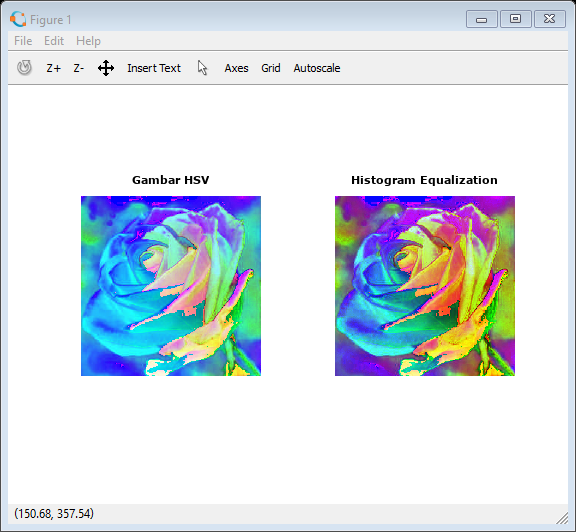 Figure 1
File Edit Help
Z+ Z- Insert Text Axes Grid Autoscale
Gambar HSV
Histogram Equalization
(150.68, 357.54)